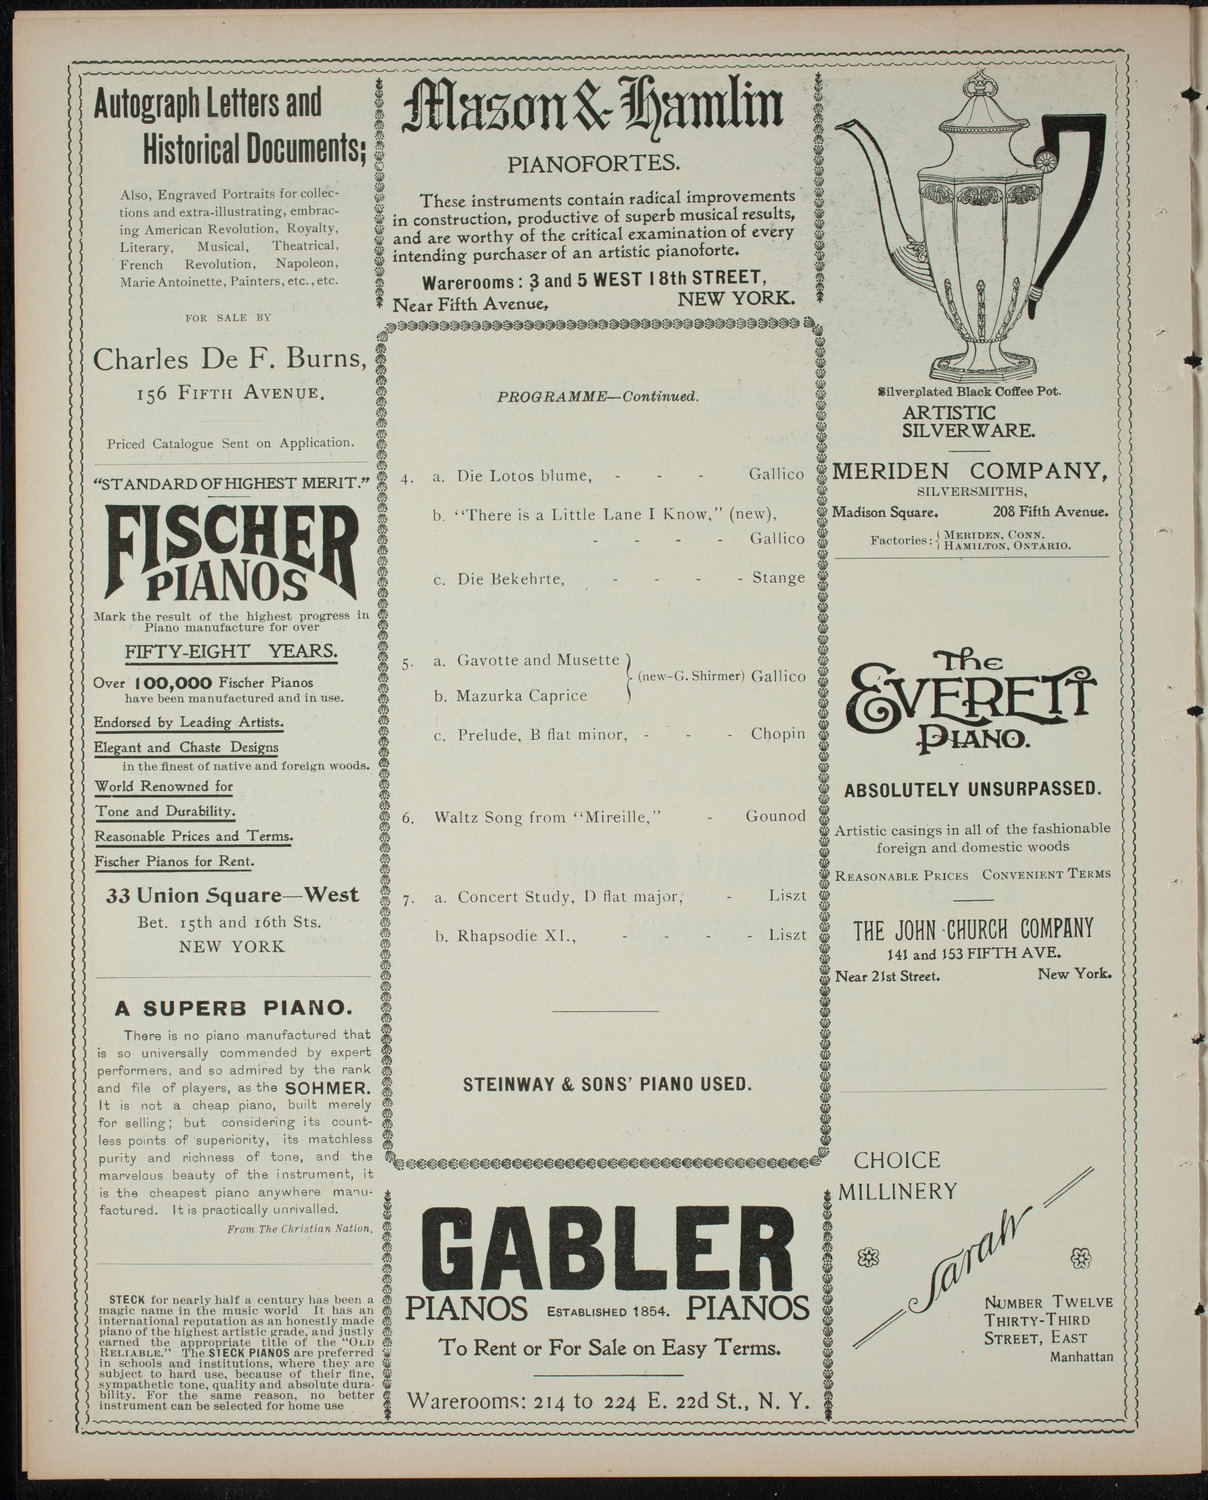 Autograph Letters and
Historical Documents;
Also, Engraved Portraits for collec-
tions and extra-illustrating, embrac-
ing American Revolution, Royalty,
Literary, Musical, Theatrical,
French Revolution, Napoleon,
Marie Antoinette, Painters, etc., etc.
FOR SALE BY
Charles De F. Burns,
156 FIFTH AVENUE.
Priced Catalogue Sent on Application.
"STANDARD OF HIGHEST MERIT."
FISCHER
PIANOS
Mark the result of the highest progress in
Piano manufacture for over
FIFTY-EIGHT YEARS.
Over 100,000 Fischer Pianos
have been manufactured and in use.
Endorsed by Leading Artists.
Elegant and Chaste Designs
in the finest of native and foreign woods.
World Renowned for
Tone and Durability.
Reasonable Prices and Terms.
Fischer Pianos for Rent.
33 Union Square—West
Bet. 15th and 16th Sts.
NEW YORK
A SUPERB PIANO.
There is no piano manufactured that
is so universally commended by expert
performers, and so admired by the rank
and file of players, as the SOHMER.
It is not a cheap piano, built merely
for selling; but considering its count-
less points of superiority, its matchless
purity and richness of tone, and the
marvelous beauty of the instrument, it
is the cheapest piano anywhere manu-
factured. It is practically unrivalled.
From The Christian Nation.
STECK for nearly half a century has been a
magic name in the music world It has an
international reputation as an honestly made
piano of the highest artistic grade, and justly
earned the appropriate title of the "OLD
RELIABLE." The STECK PIANOS are preferred
in schools and institutions, where they are
subject to hard use, because of their fine,
sympathetic tone, quality and absolute dura-
bility. For the same reason, no better
instrument can be selected for home use
Mason & Hamlin
PIANOFORTES.
These instruments contain radical improvements
in construction, productive of superb musical results,
and are worthy of the critical examination of every
intending purchaser of an artistic pianoforte.
Warerooms: 3 and 5 WEST 18th STREET,
Near Fifth Avenue, NEW YORK.
PROGRAMME—Continued.
4. a. Die Lotos blume, - - - Gallico
b. "There is a Little Lane I Know," (new),
- - - - Gallico
c. Die Bekehrte, - - - - Stange
5. a. Gavotte and Musette
(new-G. Shirmer) Gallico
b. Mazurka Caprice
c. Prelude, B flat minor, - - - Chopin
6. Waltz Song from "Mireille," - Gounod
7. a. Concert Study, D flat major, - Liszt
b. Rhapsodie XI., - - - - Liszt
STEINWAY & SONS' PIANO USED.
GABLER
PIANOS ESTABLISHED 1854. PIANOS
To Rent or For Sale on Easy Terms.
Warerooms: 214 to 224 E. 22d St., N. Y.
Silverplated Black Coffee Pot.
ARTISTIC
SILVERWARE.
MERIDEN COMPANY,
SILVERSMITHS,
Madison Square. 208 Fifth Avenue.
Factories: { MERIDEN, CONN.
HAMILTON, ONTARIO.
The
EVERETT
PIANO.
ABSOLUTELY UNSURPASSED.
Artistic casings in all of the fashionable
foreign and domestic woods
REASONABLE PRICES CONVENIENT TERMS
THE JOHN CHURCH COMPANY
141 and 153 FIFTH AVE.
Near 21st Street. New York.
CHOICE
MILLINERY
Sarah
NUMBER TWELVE
THIRTY-THIRD
STREET, EAST
Manhattan